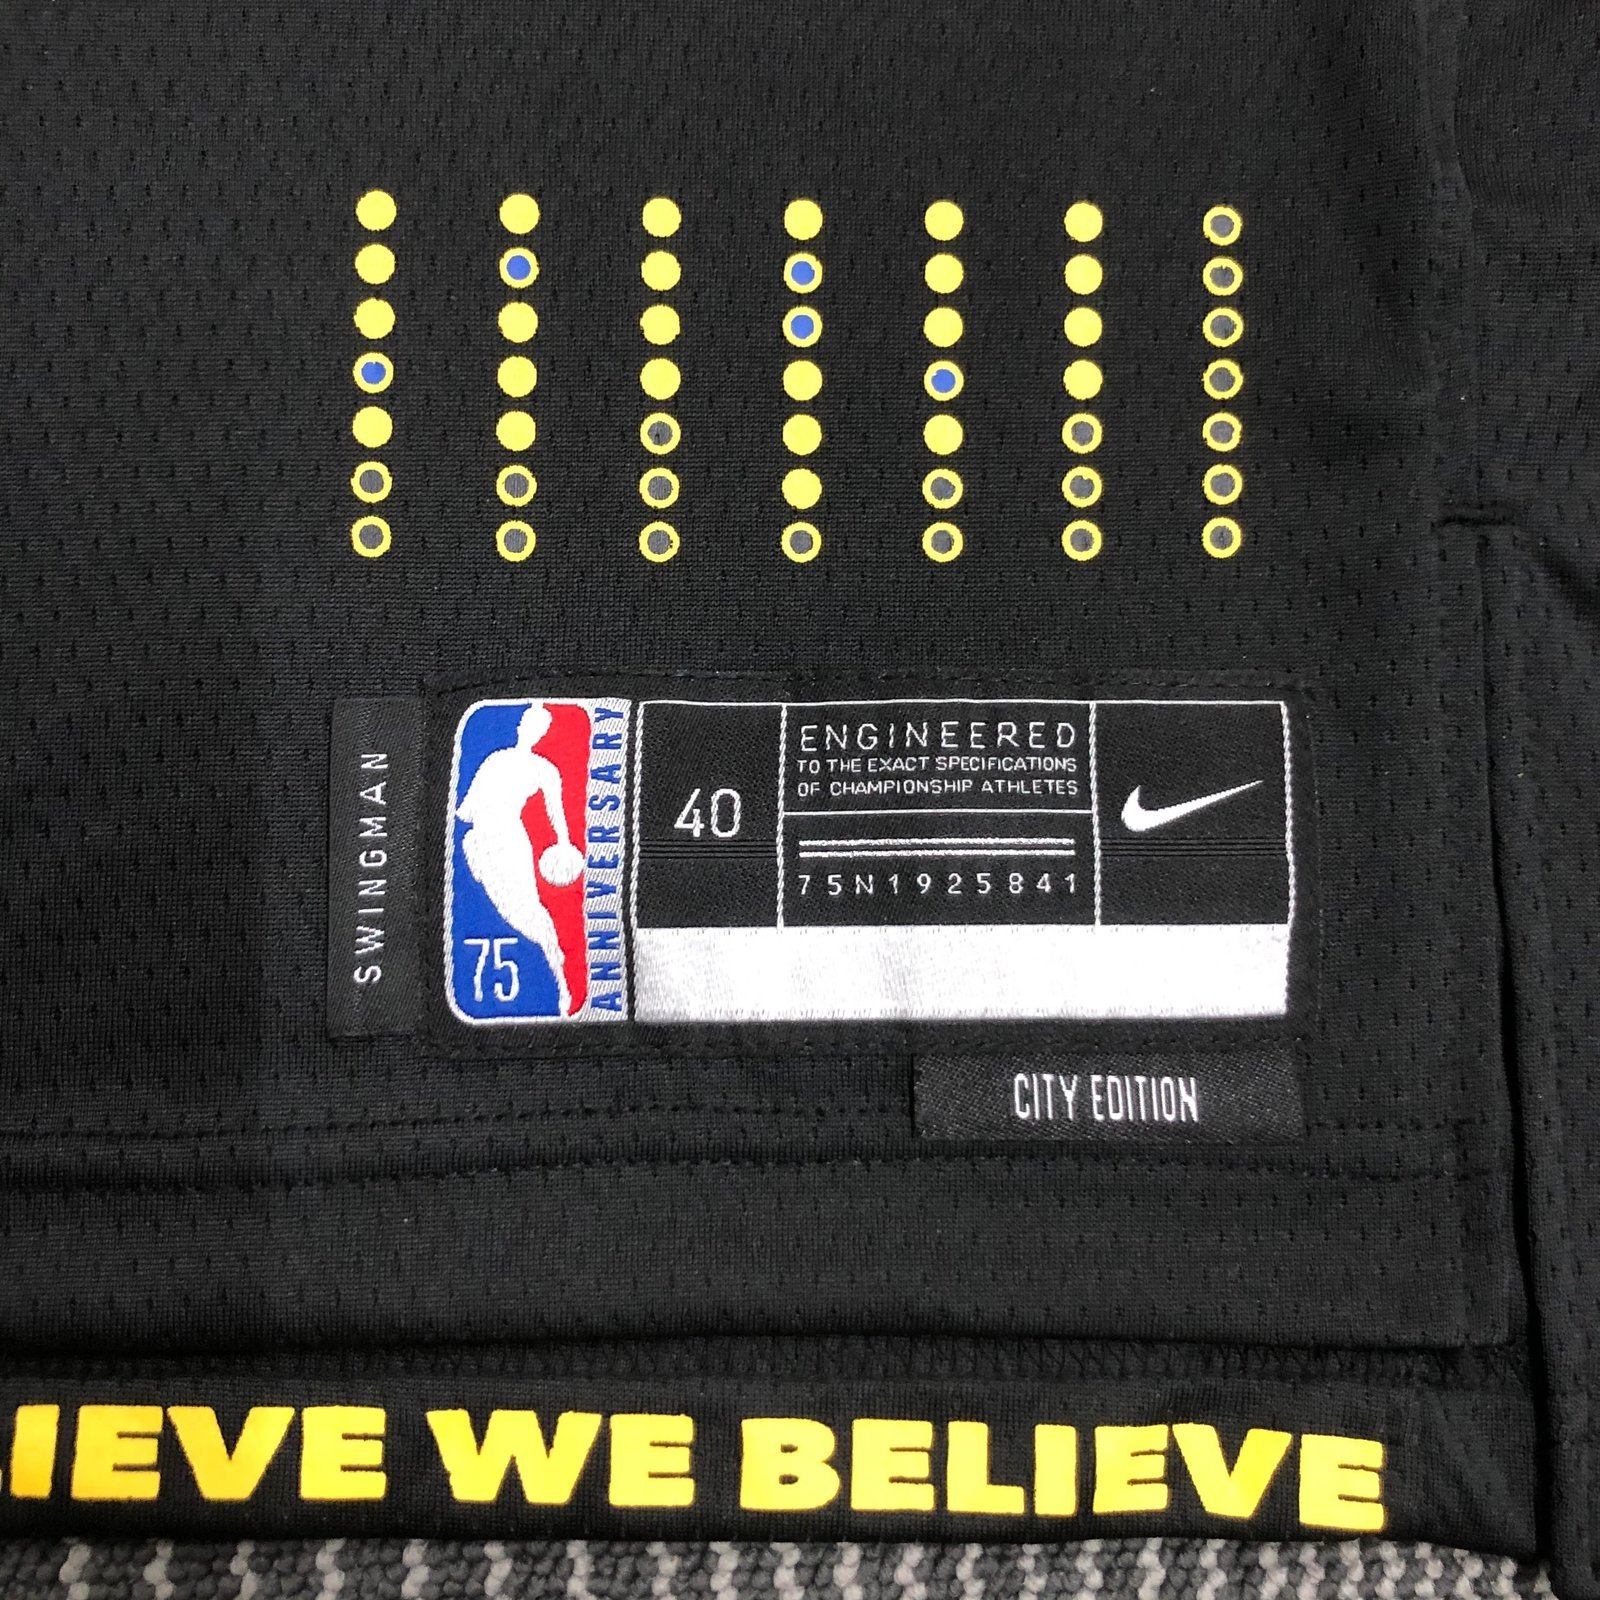 SWINGMAN
75
ANNIVERSARY
40
ENGINEERED
TO THE EXACT SPECIFICATIONS
OF CHAMPIONSHIP ATHLETES
75N1925841
CITY EDITION
IEVE WE BELIEVE